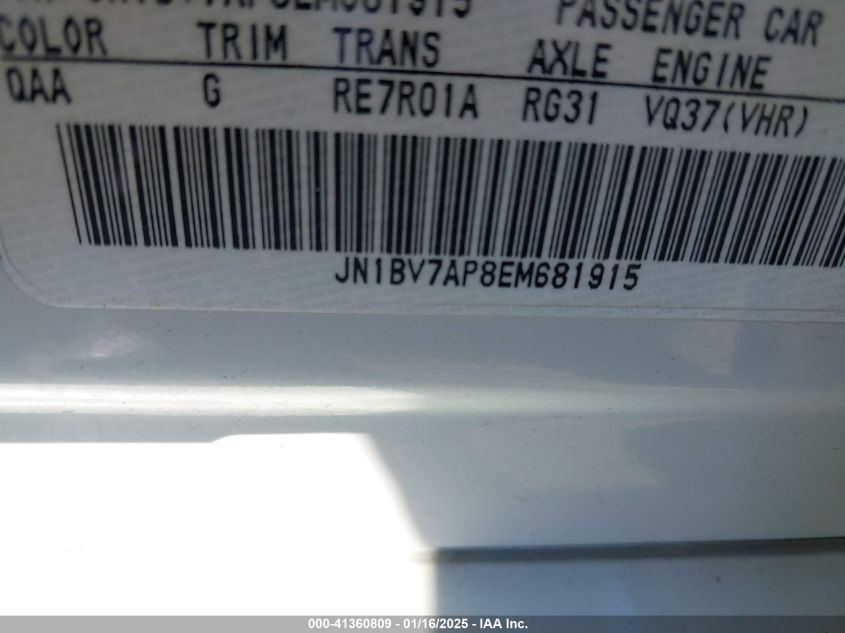 PASSENGER CAR
COLOR TRIM TRANS AXLE ENGINE
QAA G RE7R01A RG31 VQ37(VHR)
JN1BV7AP8EM681915
000-41360809 - 01/16/2025 - IAA Inc.